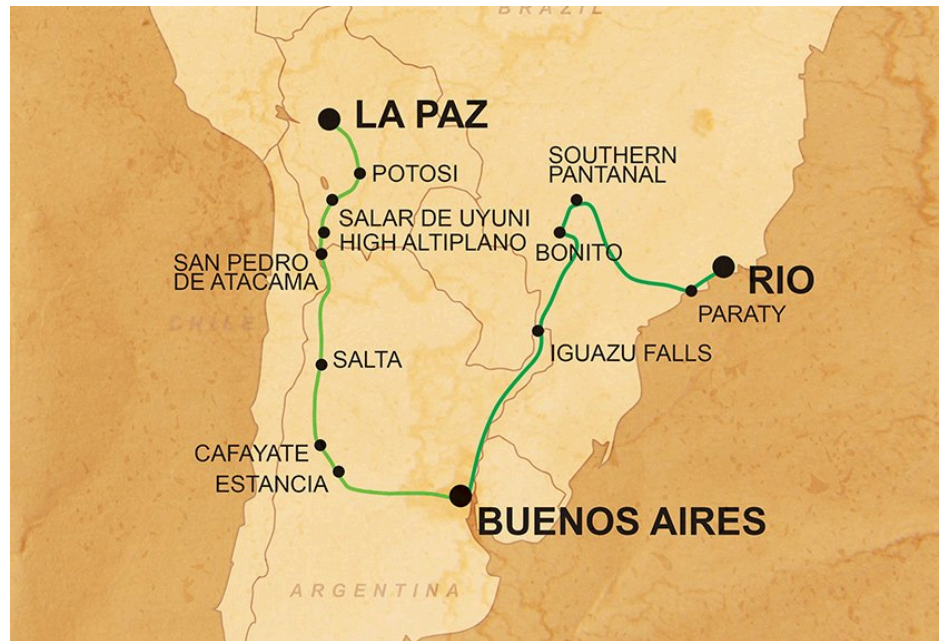 BRAZIL
LA PAZ
POTOSI
SOUTHERN
PANTANAL
SALAR DE UYUNI
HIGH ALTIPLANO
BONITO
SAN PEDRO
DE ATACAMA
RIO
PARATY
CHILE
IGUAZU FALLS
SALTA
CAFAYATE
ESTANCIA
BUENOS AIRES
ARGENTINA